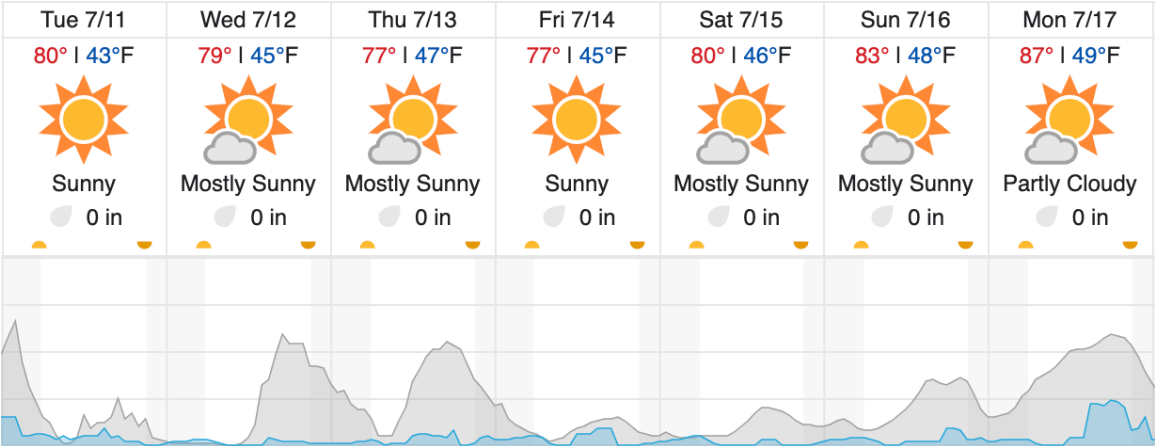 Tue 7/11 Wed 7/12 Thu 7/13 Fri 7/14 Sat 7/15 Sun 7/16 Mon 7/17
80° | 43°F 79° | 45°F 77° | 47°F 77° | 45°F 80° | 46°F 83° | 48°F 87° | 49°F
Sunny Mostly Sunny Mostly Sunny Sunny Mostly Sunny Mostly Sunny Partly Cloudy
0 in 0 in 0 in 0 in 0 in 0 in 0 in